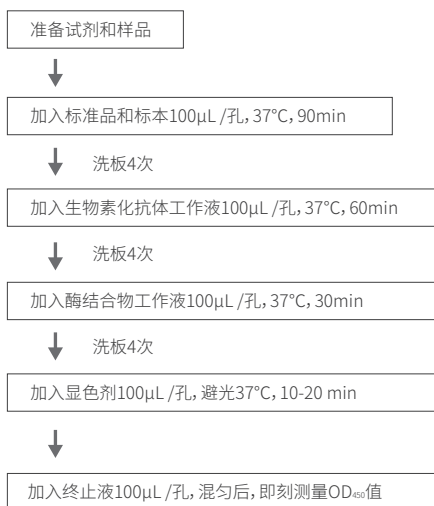 准备试剂和样品
加入标准品和标本100μL /孔，37°C，90min
洗板4次
加入生物素化抗体工作液100μL /孔，37°C，60min
洗板4次
加入酶结合物工作液100μL /孔，37°C，30min
洗板4次
加入显色剂100μL /孔，避光37°C，10-20 min
加入终止液100μL /孔，混匀后，即刻测量OD₄₅₀值